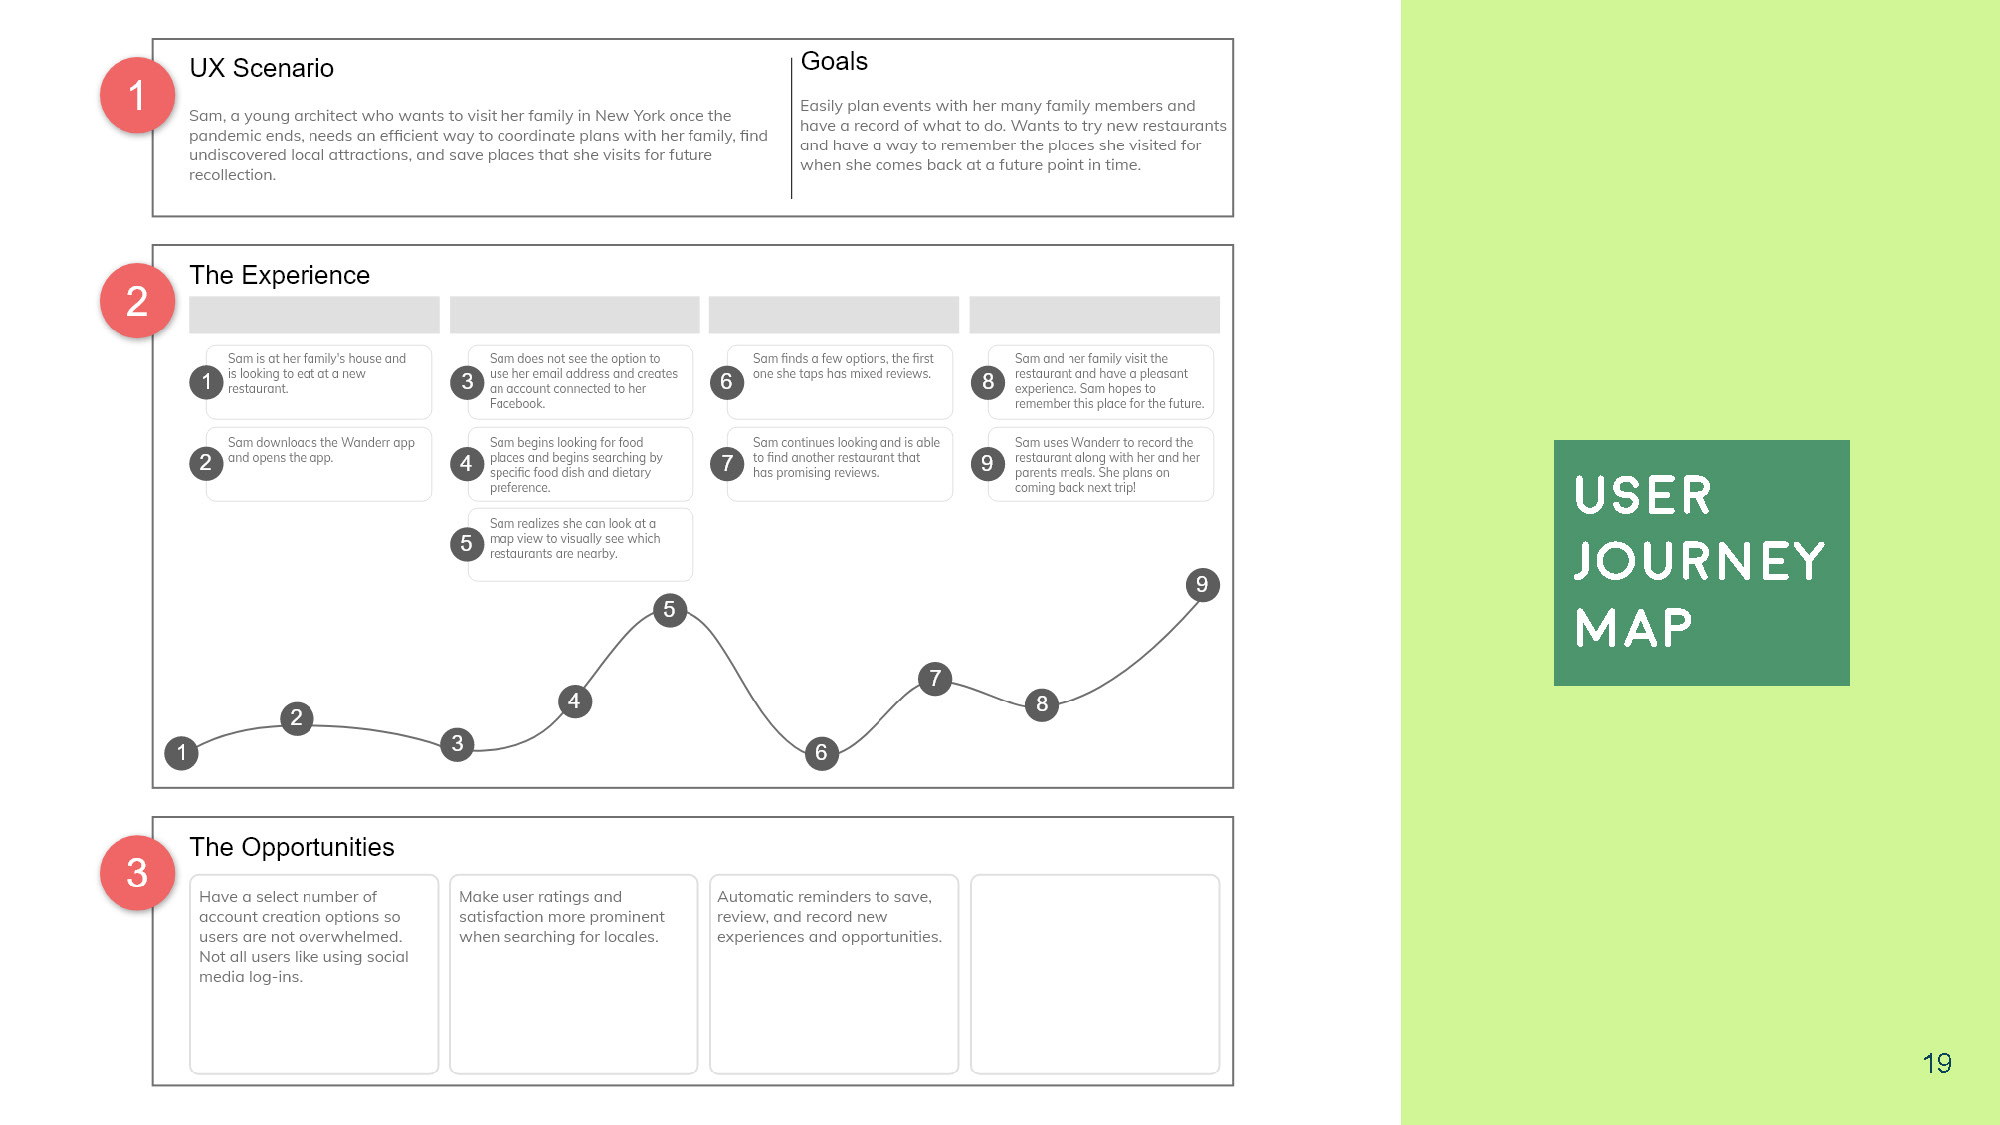 1
UX Scenario
Sam, a young architect who wants to visit her family in New York once the
pandemic ends, needs an efficient way to coordinate plans with her family, find
undiscovered local attractions, and save places that she visits for future
recollection.
Goals
Easily plan events with her many family members and
have a record of what to do. Wants to try new restaurants
and have a way to remember the places she visited for
when she comes back at a future point in time.
2
The Experience
1
Sam is at her family's house and
is looking to eat at a new
restaurant.
2
Sam downloads the Wanderr app
and opens the app.
3
Sam does not see the option to
use her email address and creates
an account connected to her
Facebook.
4
Sam begins looking for food
places and begins searching by
specific food dish and dietary
preference.
5
Sam realizes she can look at a
map view to visually see which
restaurants are nearby.
6
Sam finds a few options, the first
one she taps has mixed reviews.
7
Sam continues looking and is able
to find another restaurant that
has promising reviews.
8
Sam and her family visit the
restaurant and have a pleasant
experience. Sam hopes to
remember this place for the future.
9
Sam uses Wanderr to record the
restaurant along with her and her
parents meals. She plans on
coming back next trip!
1
2
3
4
5
6
7
8
9
3
The Opportunities
Have a select number of
account creation options so
users are not overwhelmed.
Not all users like using social
media log-ins.
Make user ratings and
satisfaction more prominent
when searching for locales.
Automatic reminders to save,
review, and record new
experiences and opportunities.
USER
JOURNEY
MAP
19